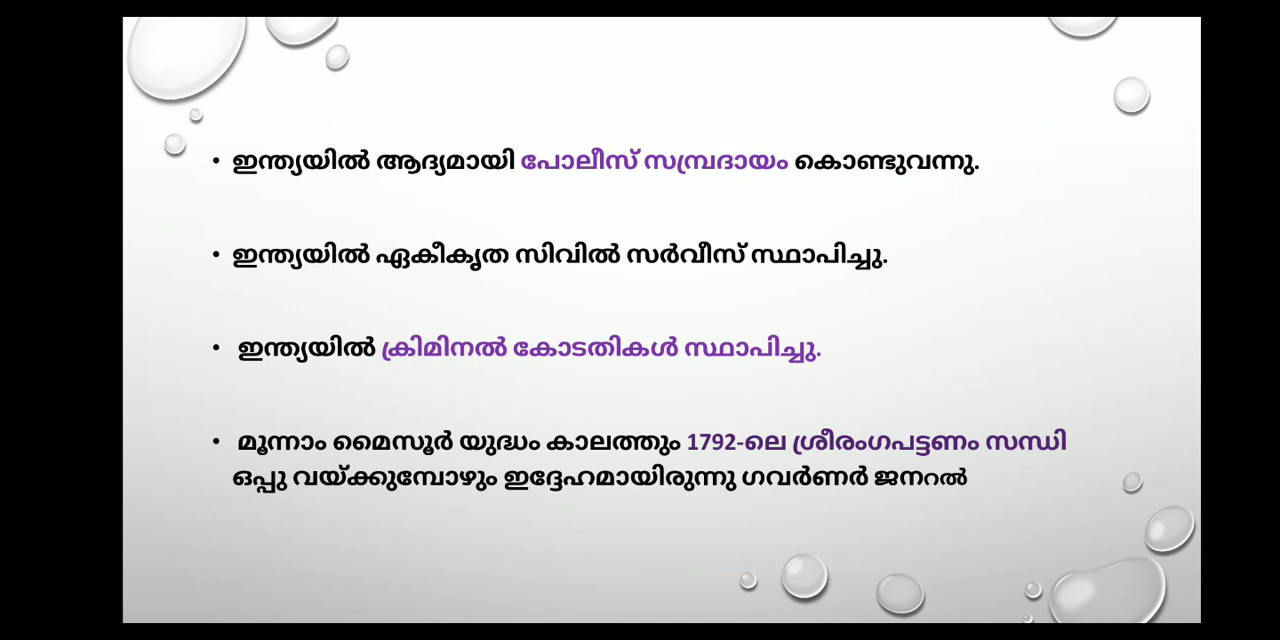 • ഇന്ത്യയിൽ ആദ്യമായി പോലീസ് സമ്പ്രദായം കൊണ്ടുവന്നു.
• ഇന്ത്യയിൽ ഏകീകൃത സിവിൽ സർവീസ് സ്ഥാപിച്ചു.
• ഇന്ത്യയിൽ ക്രിമിനൽ കോടതികൾ സ്ഥാപിച്ചു.
• മൂന്നാം മൈസൂർ യുദ്ധം കാലത്തും 1792-ലെ ശ്രീരംഗപട്ടണം സന്ധി
ഒപ്പു വയ്ക്കുമ്പോഴും ഇദ്ദേഹമായിരുന്നു ഗവർണർ ജനറൽ